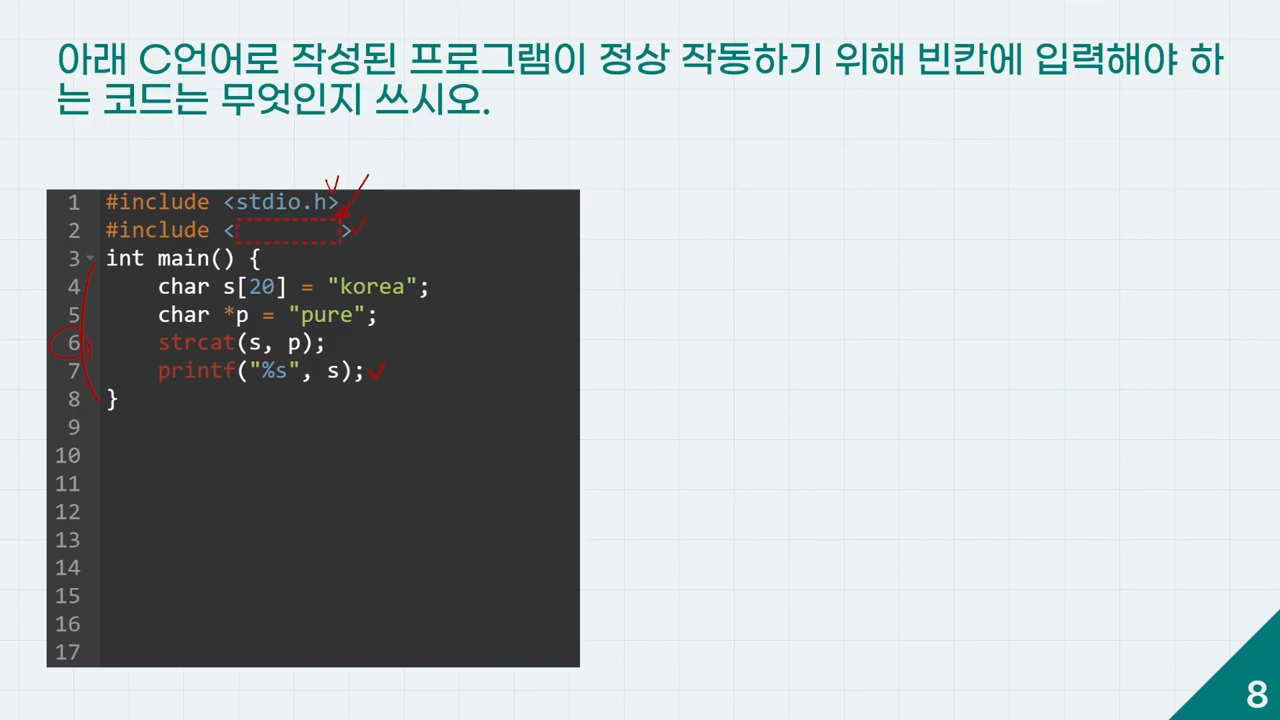 아래 C언어로 작성된 프로그램이 정상 작동하기 위해 빈칸에 입력해야 하
는 코드는 무엇인지 쓰시오.
1 #include <stdio.h>
2 #include < >
3 int main() {
4 char s[20] = "korea";
5 char *p = "pure";
6 strcat(s, p);
7 printf("%s", s);
8 }
9
10
11
12
13
14
15
16
17
8